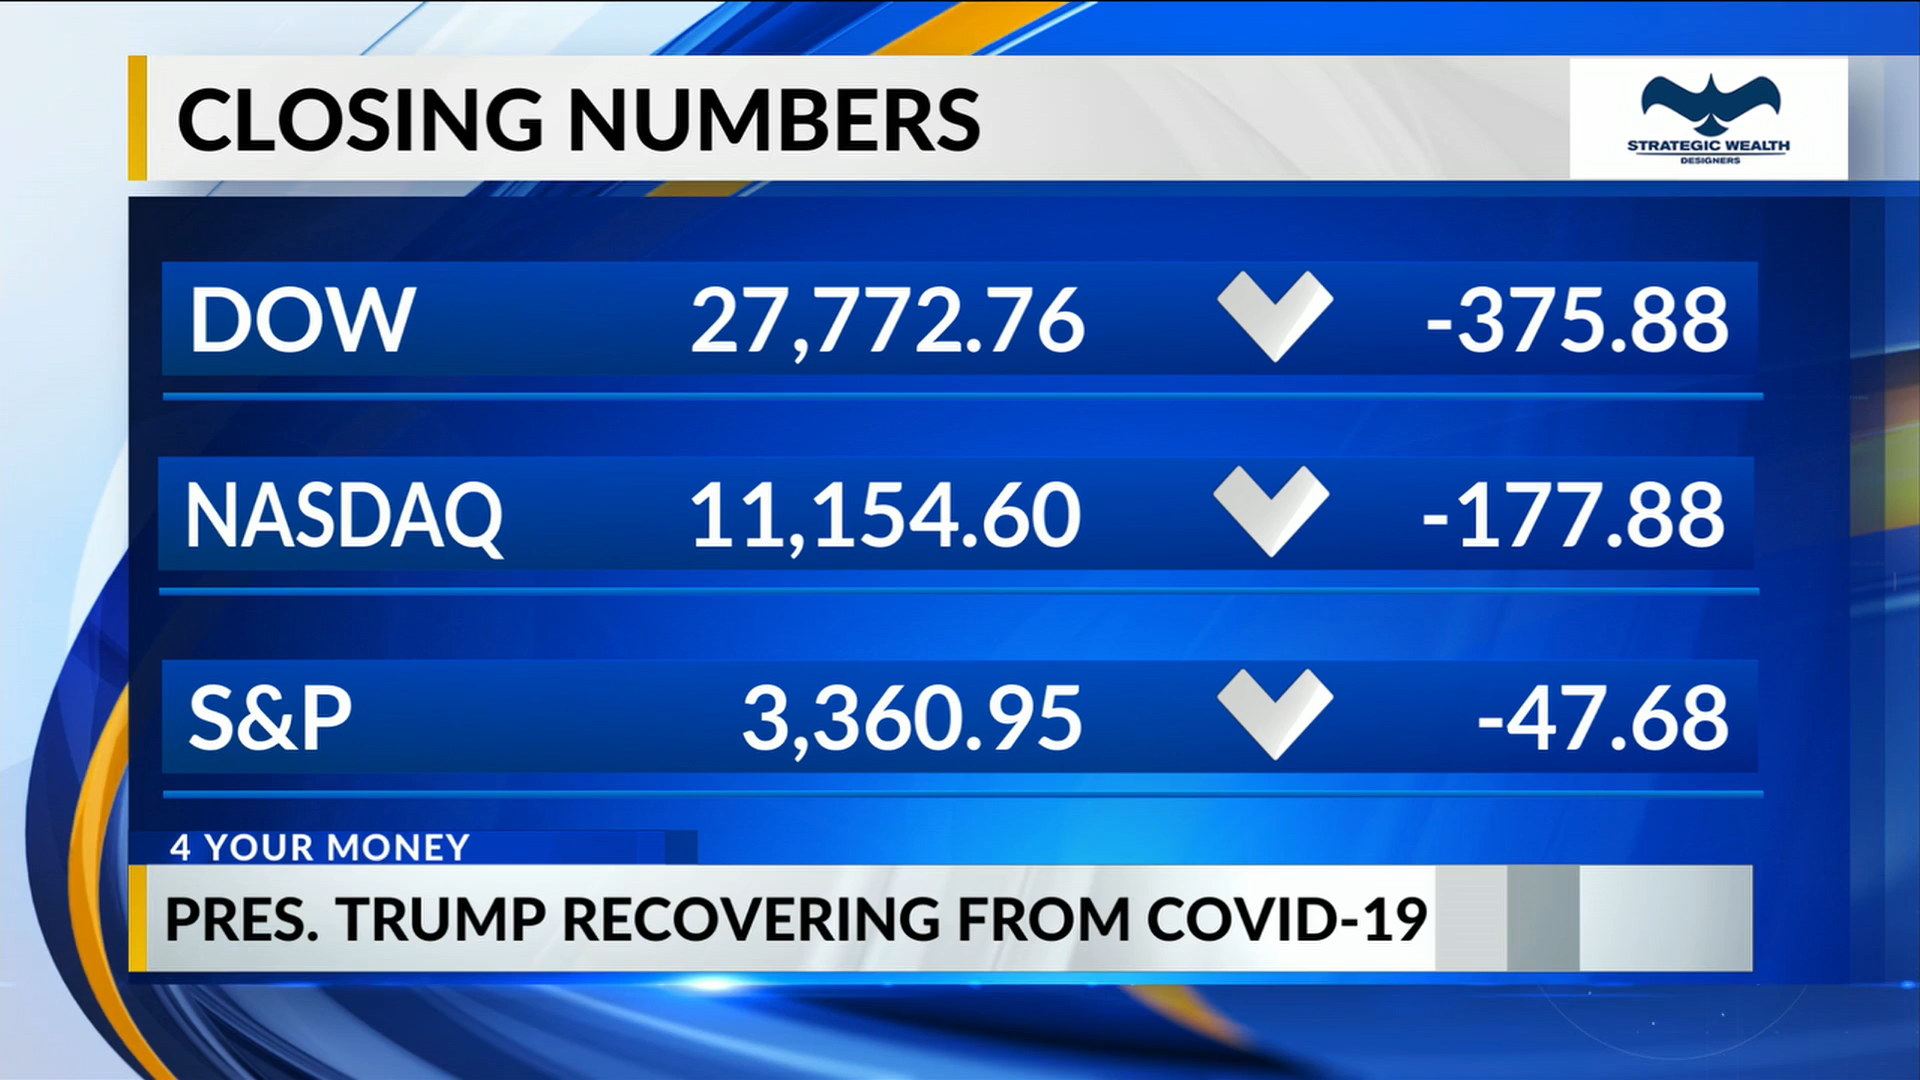 CLOSING NUMBERS
STRATEGIC WEALTH
DESIGNERS
DOW 27,772.76 -375.88
NASDAQ 11,154.60 -177.88
S&P 3,360.95 -47.68
4 YOUR MONEY
PRES. TRUMP RECOVERING FROM COVID-19